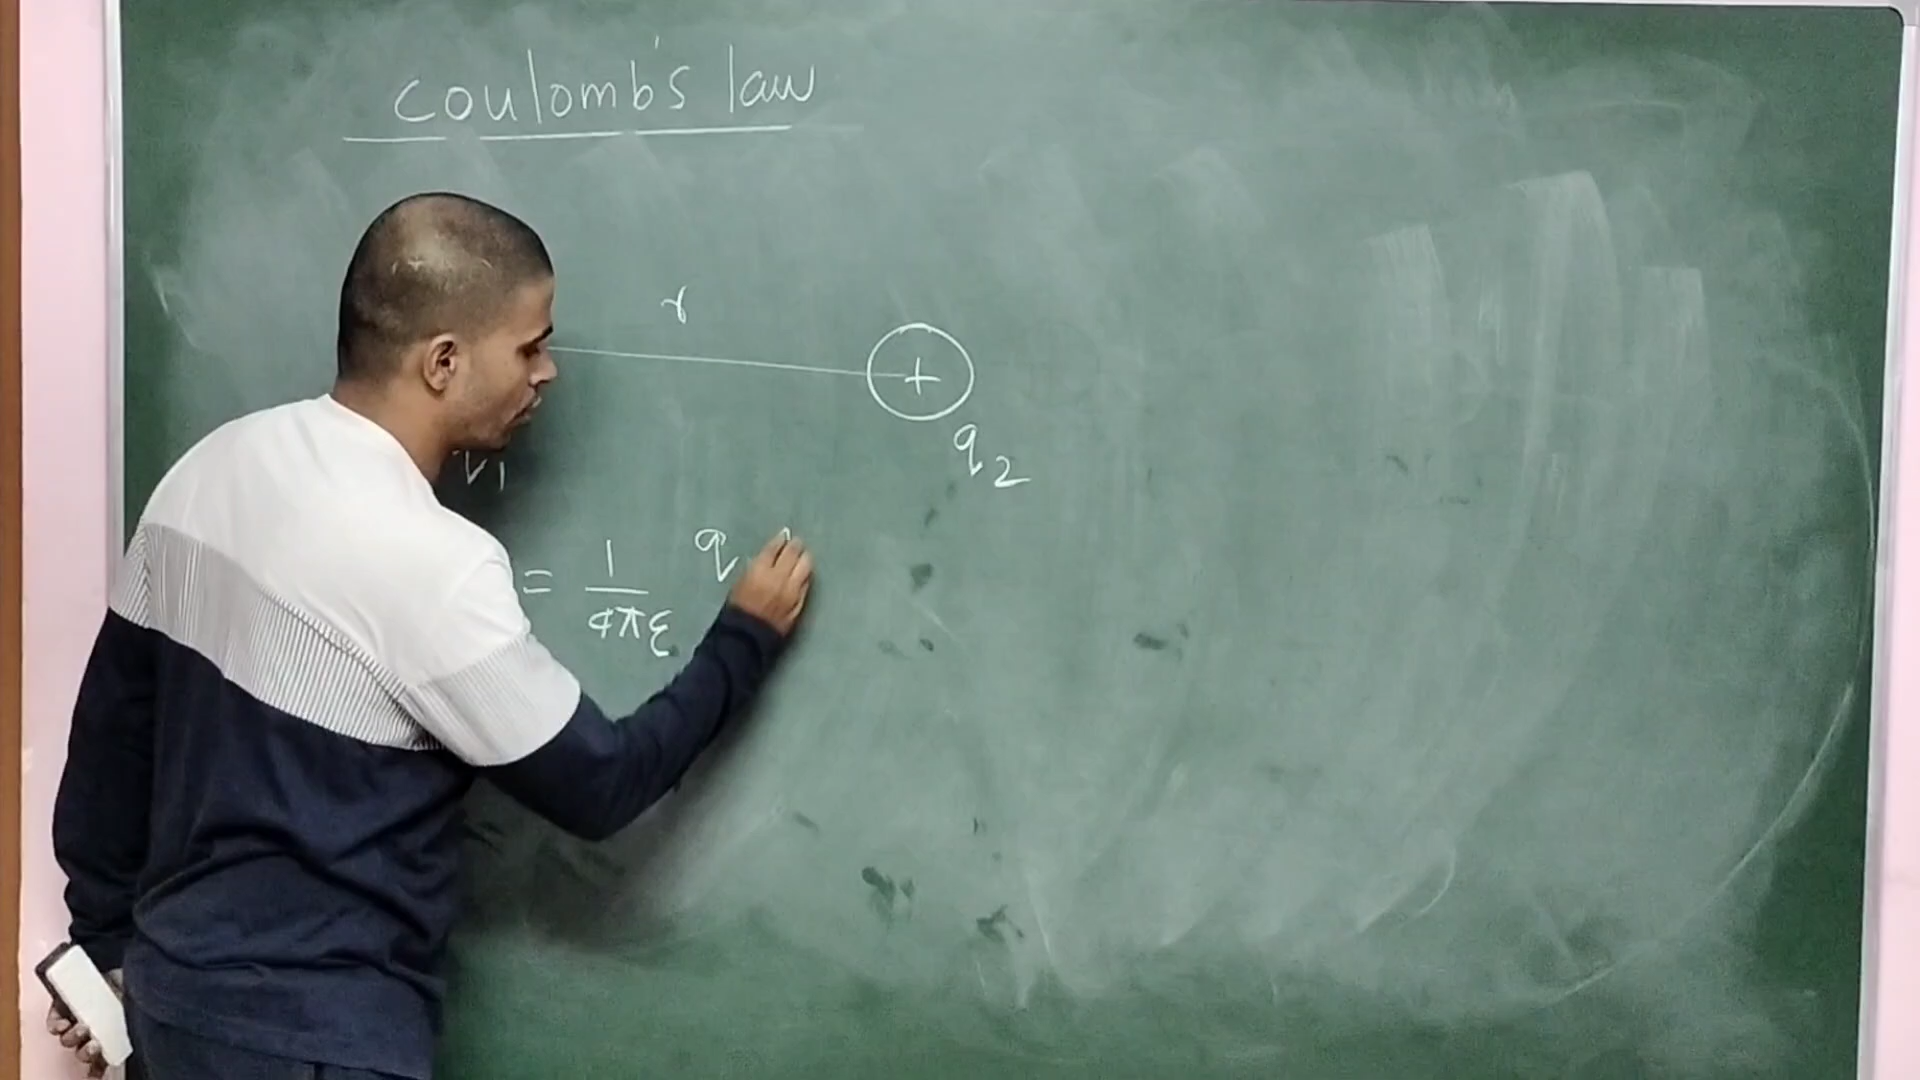 Coulomb's law
r
+
q1
q2
= 1/4πε q